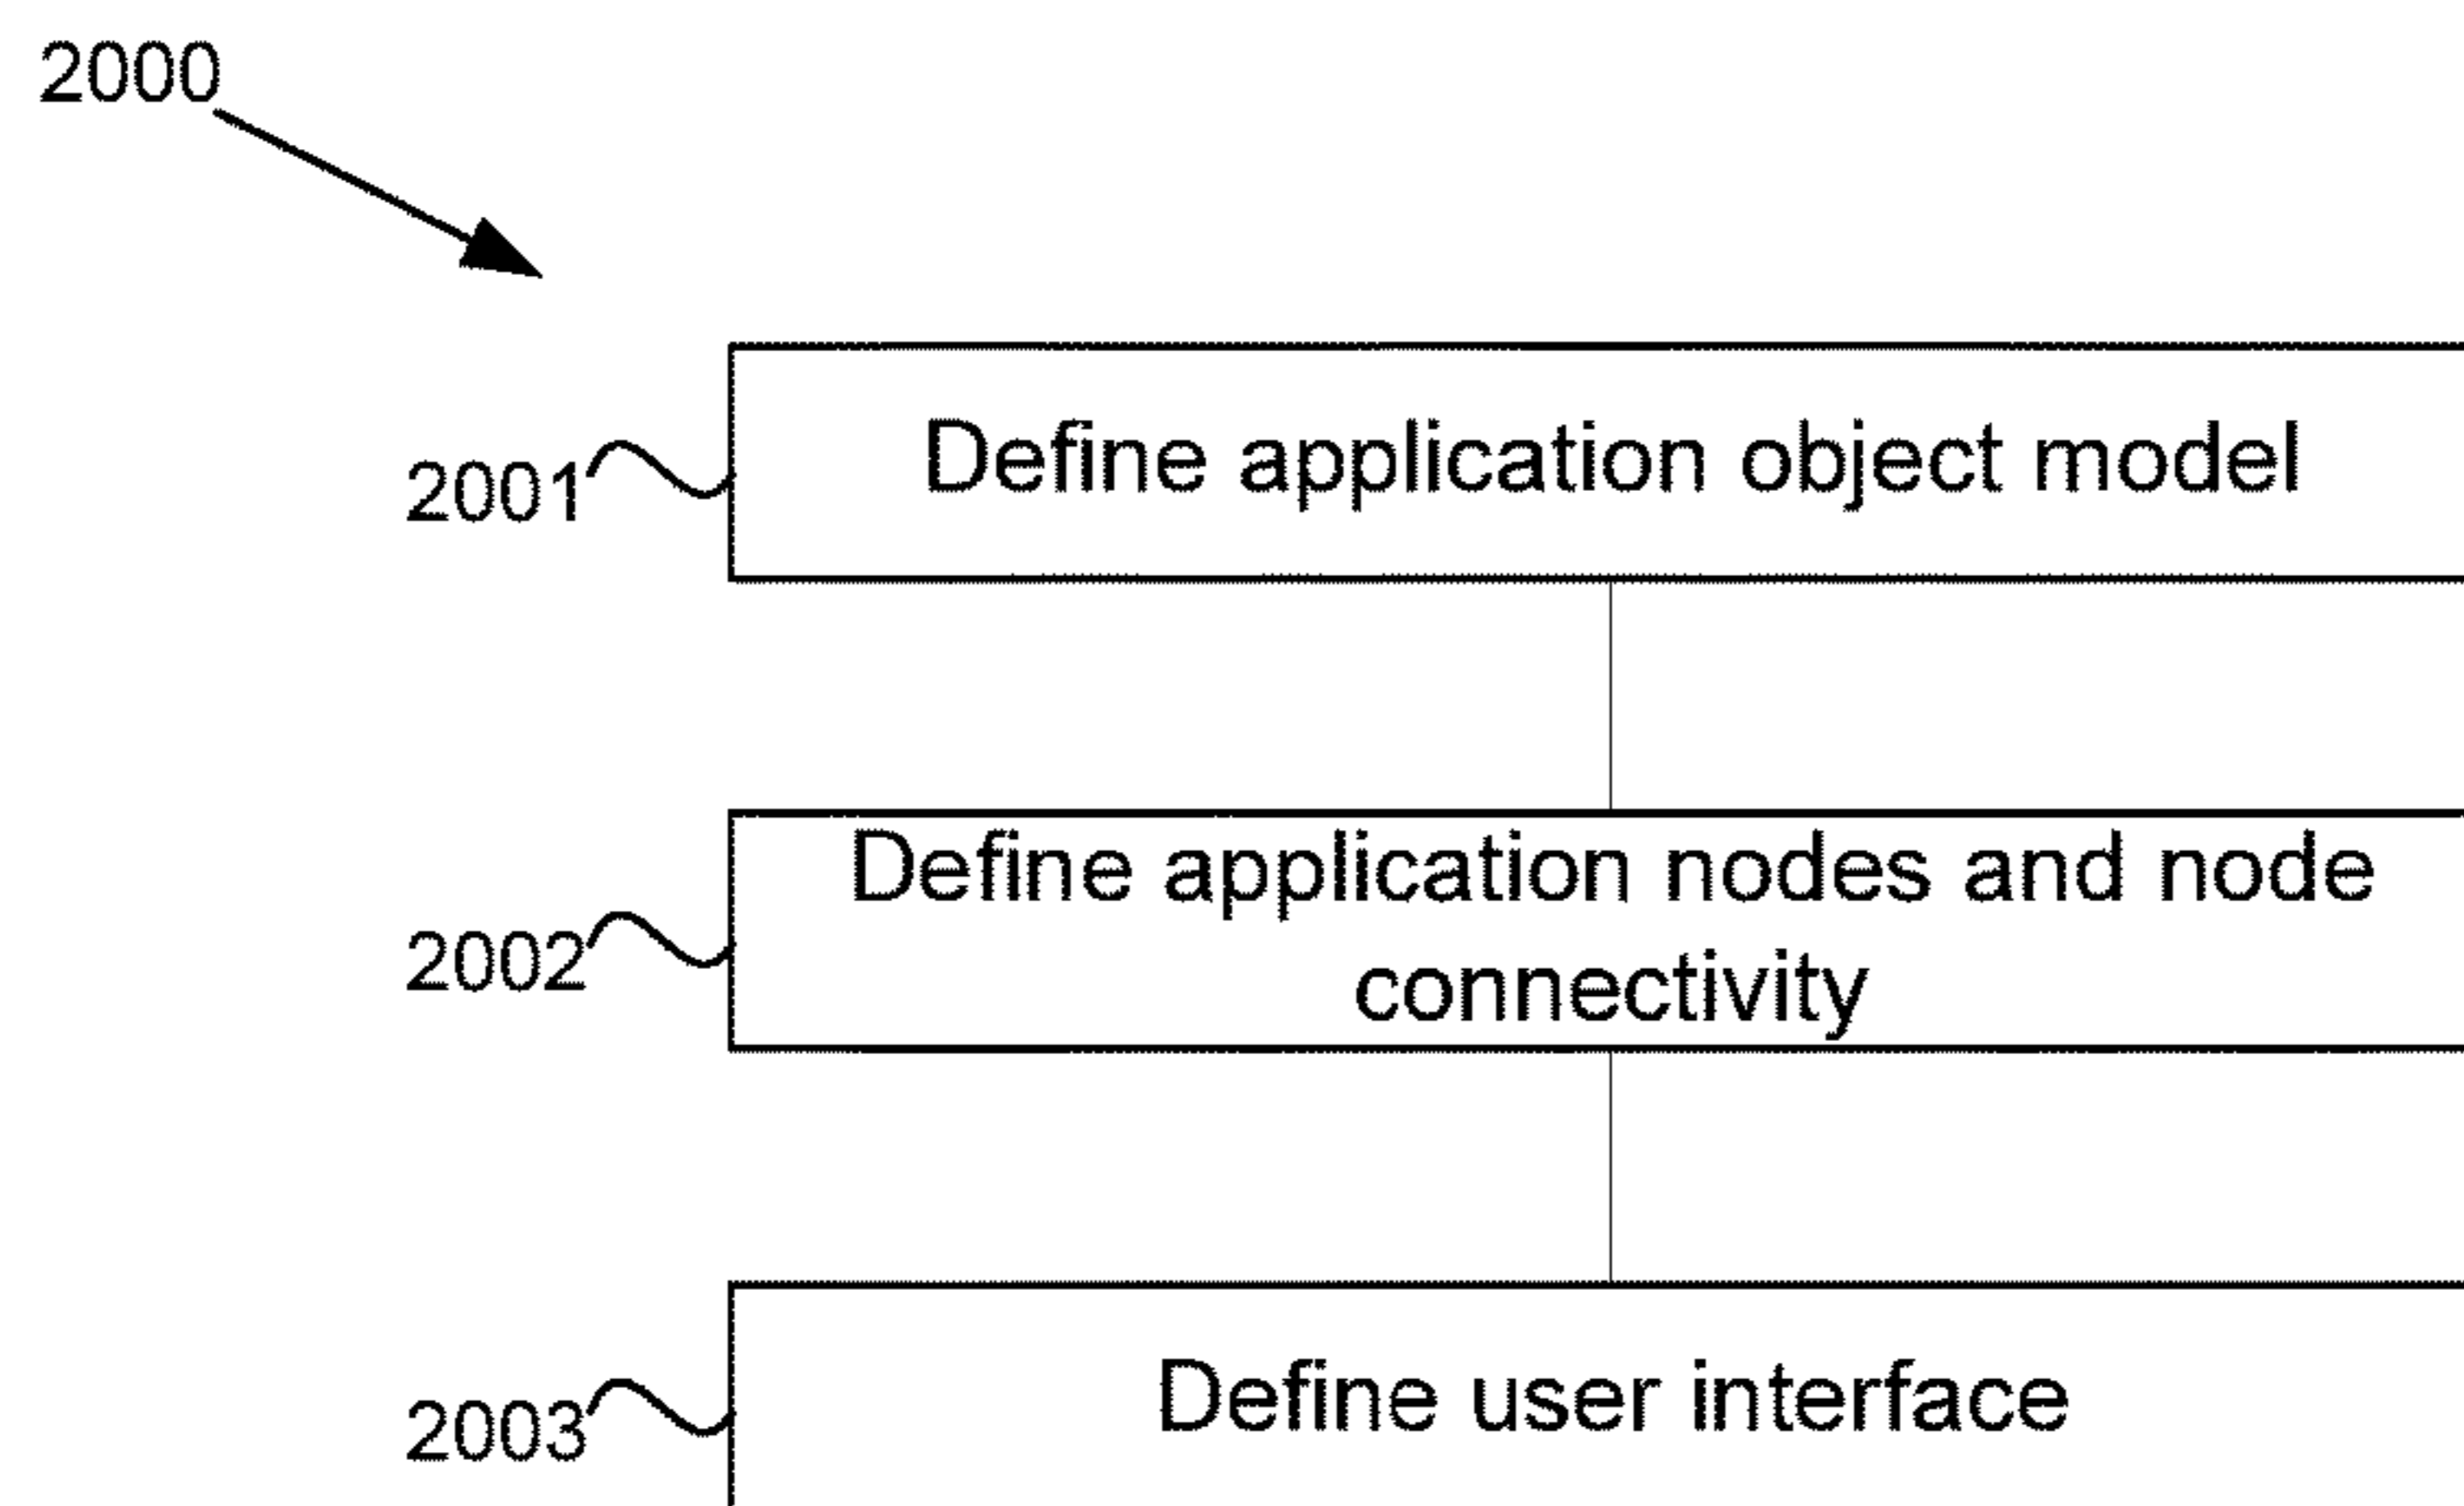 2000
Define application object model
2001
Define application nodes and node
connectivity
2002
Define user interface
2003